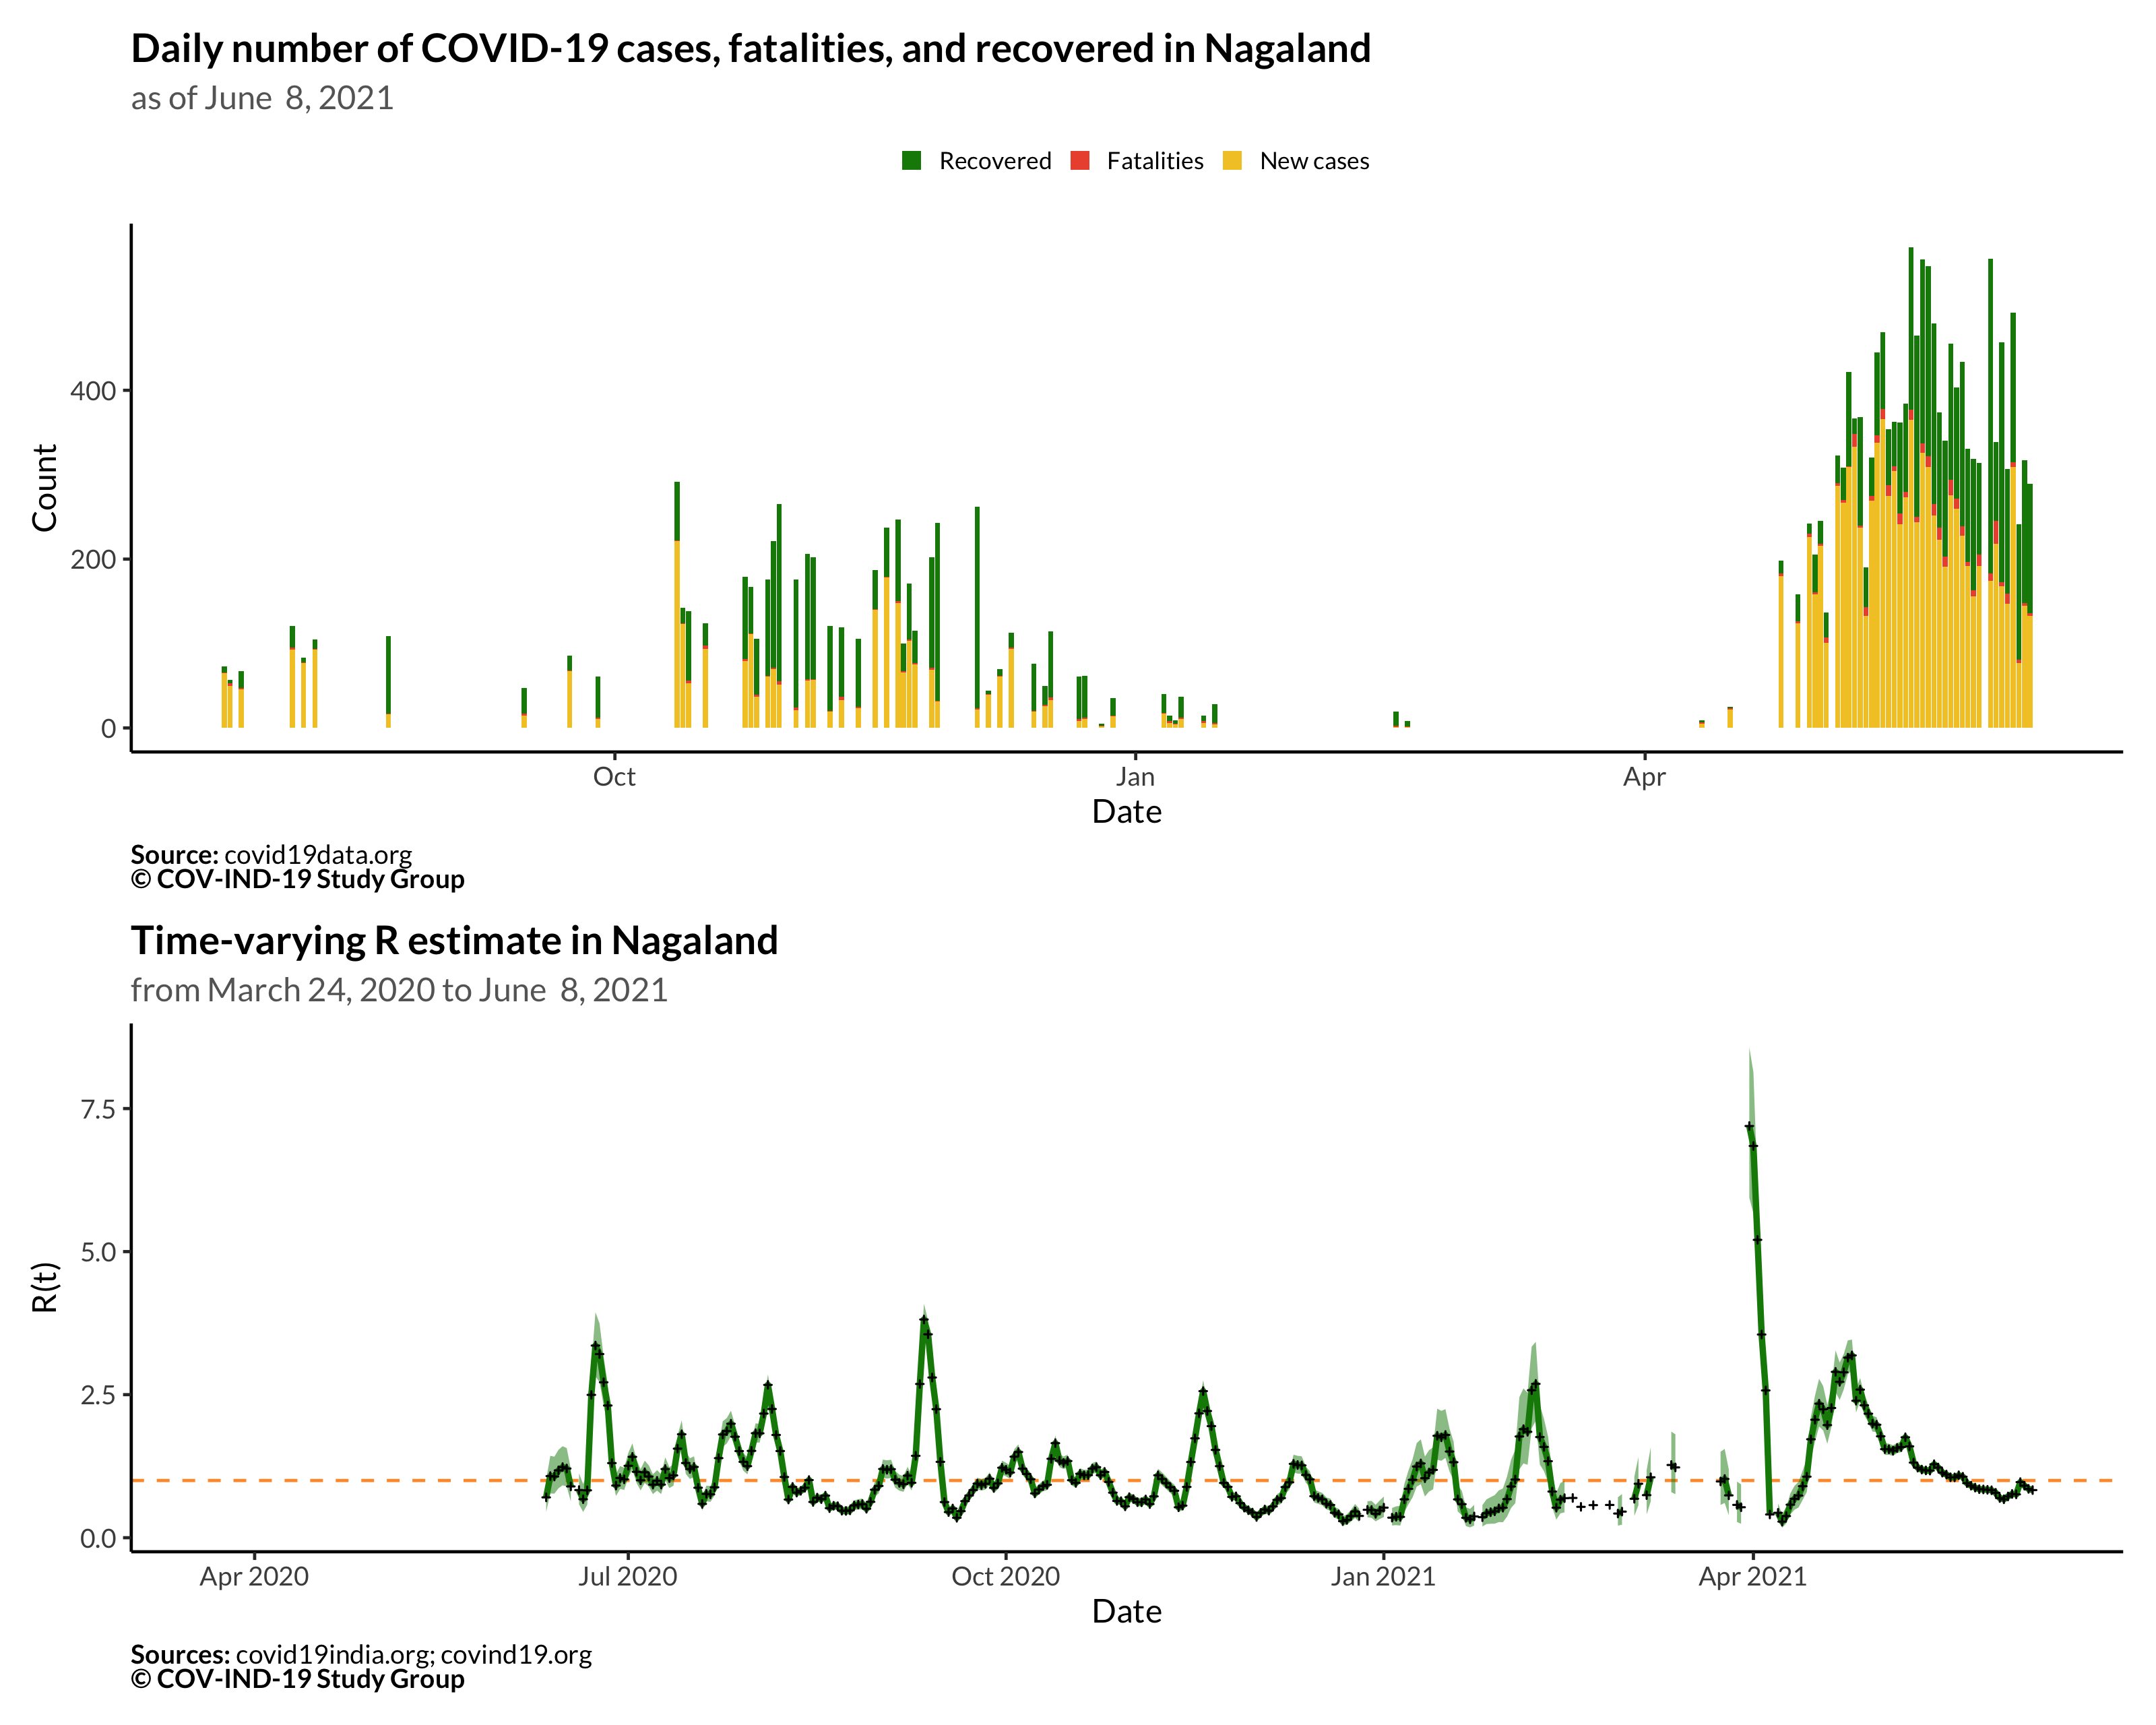 Daily number of COVID-19 cases, fatalities, and recovered in Nagaland
as of June  8, 2021
Recovered Fatalities New cases
Count
400
200
0
Oct Jan Apr
Date
Source: covid19data.org
© COV-IND-19 Study Group
Time-varying R estimate in Nagaland
from March 24, 2020 to June  8, 2021
R(t)
7.5
5.0
2.5
0.0
Apr 2020 Jul 2020 Oct 2020 Jan 2021 Apr 2021
Date
Sources: covid19india.org; covind19.org
© COV-IND-19 Study Group